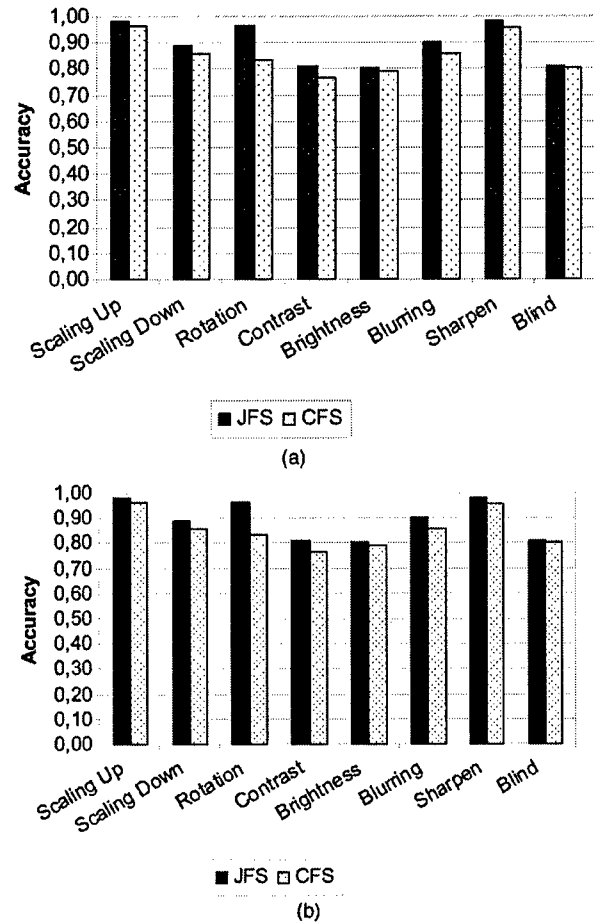 1,00
0,90
0,80
0,70
0,60
0,50
0,40
0,30
0,20
0,10
0,00
Accuracy
Scaling Up
Scaling Down
Rotation
Contrast
Brightness
Blurring
Sharpen
Blind
JFS CFS
(a)
1,00
0,90
0,80
0,70
0,60
0,50
0,40
0,30
0,20
0,10
0,00
Accuracy
Scaling Up
Scaling Down
Rotation
Contrast
Brightness
Blurring
Sharpen
Blind
JFS CFS
(b)